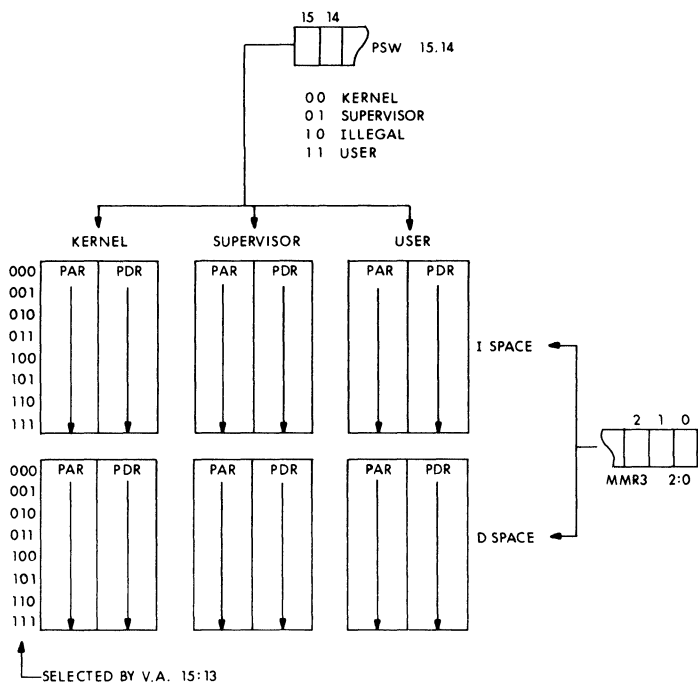 15 14
PSW 15.14
00 KERNEL
01 SUPERVISOR
10 ILLEGAL
11 USER
KERNEL SUPERVISOR USER
000 PAR PDR PAR PDR PAR PDR
001
010
011
I SPACE
100
101
110
111
2 1 0
MMR3 2:0
000 PAR PDR PAR PDR PAR PDR
001
010
011
D SPACE
100
101
110
111
SELECTED BY V.A. 15:13